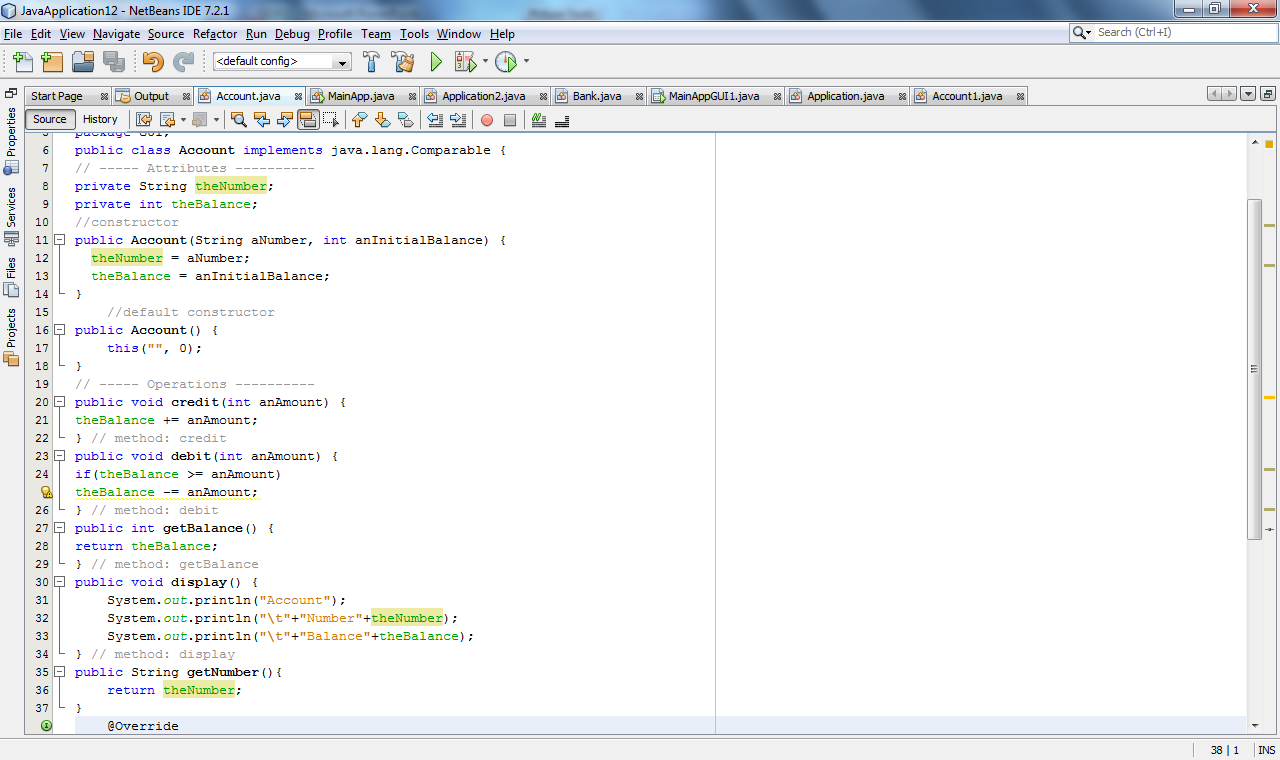 JavaApplication12 - NetBeans IDE 7.2.1
File Edit View Navigate Source Refactor Run Debug Profile Team Tools Window Help
Search (Ctrl+I)
<default config>
Start Page Output Account.java MainApp.java Application2.java Bank.java MainAppGUI1.java Application.java Account1.java
Source History
Properties
Services
Files
Projects
5 package GUI;
6 public class Account implements java.lang.Comparable {
7 // ----- Attributes ----------
8 private String theNumber;
9 private int theBalance;
10 //constructor
11 public Account(String aNumber, int anInitialBalance) {
12 theNumber = aNumber;
13 theBalance = anInitialBalance;
14 }
15 //default constructor
16 public Account() {
17 this("", 0);
18 }
19 // ----- Operations ----------
20 public void credit(int anAmount) {
21 theBalance += anAmount;
22 } // method: credit
23 public void debit(int anAmount) {
24 if(theBalance >= anAmount)
theBalance -= anAmount;
26 } // method: debit
27 public int getBalance() {
28 return theBalance;
29 } // method: getBalance
30 public void display() {
31 System.out.println("Account");
32 System.out.println("\t"+"Number"+theNumber);
33 System.out.println("\t"+"Balance"+theBalance);
34 } // method: display
35 public String getNumber(){
36 return theNumber;
37 }
@Override
38 | 1 INS